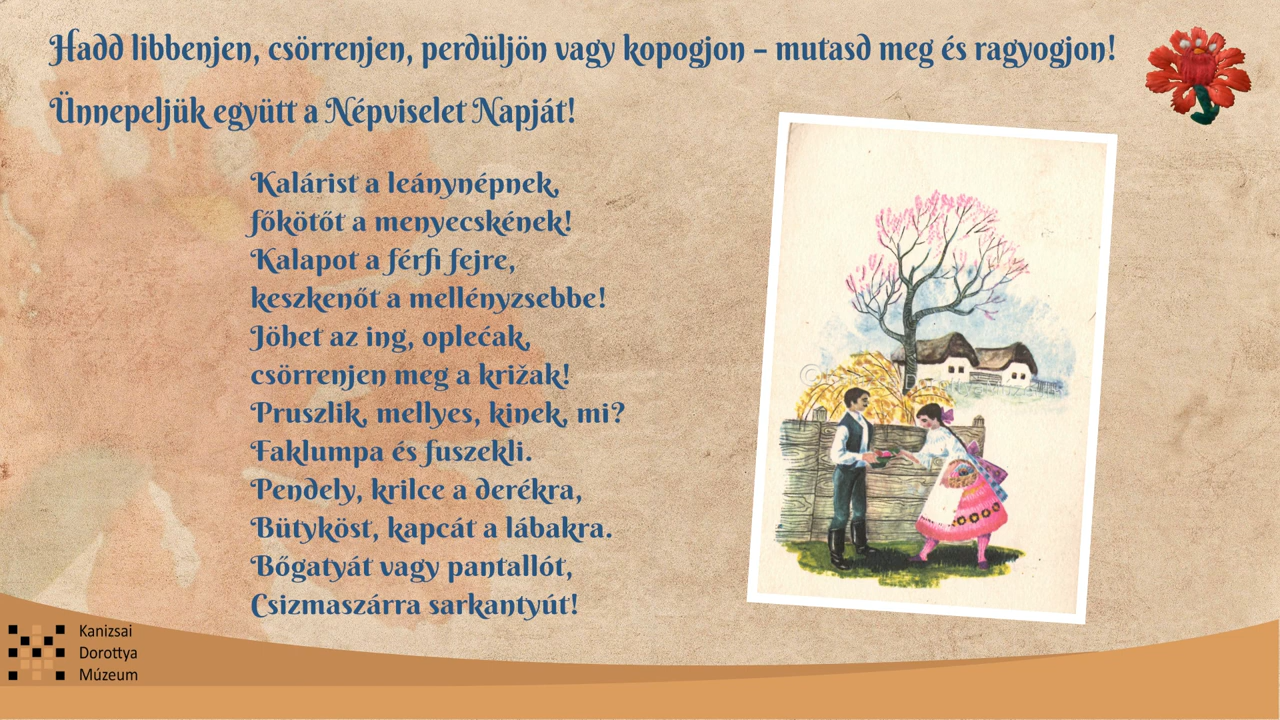 Hadd libbenjen, csörrenjen, perdüljön vagy kopogjon – mutasd meg és ragyogjon!
Ünnepeljük együtt a Népviselet Napját!
Kalárist a leánynépnek,
főkötőt a menyecskének!
Kalapot a férfi fejre,
keszkenőt a mellényzsebbe!
Jöhet az ing, oplećak,
csörrenjen meg a križak!
Pruszlik, mellyes, kinek, mi?
Faklumpa és fuszekli.
Pendely, krilce a derékra,
Bütyköst, kapcát a lábakra.
Bőgatyát vagy pantallót,
Csizmaszárra sarkantyút!
Kanizsai
Dorottya
Múzeum